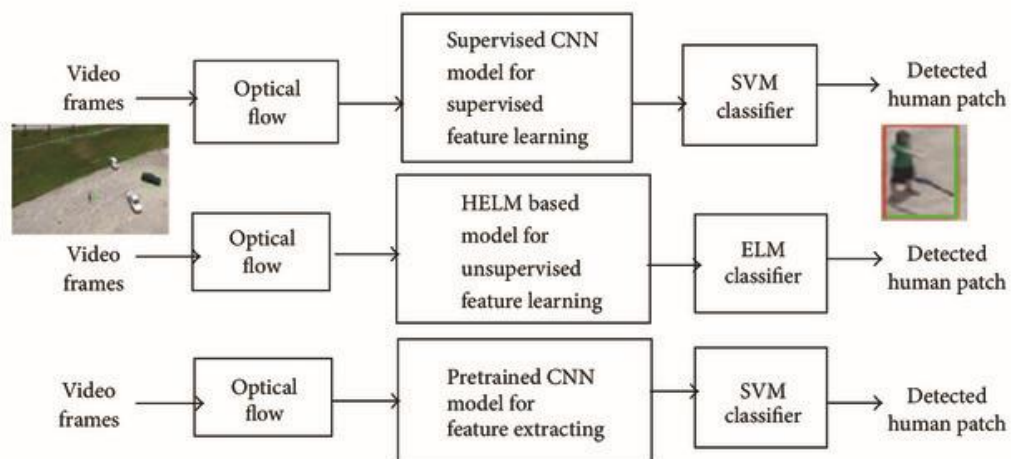 Video
frames
Optical
flow
Supervised CNN
model for
supervised
feature learning
SVM
classifier
Detected
human patch
Video
frames
Optical
flow
HELM based
model for
unsupervised
feature learning
ELM
classifier
Detected
human patch
Video
frames
Optical
flow
Pretrained CNN
model for
feature extracting
SVM
classifier
Detected
human patch